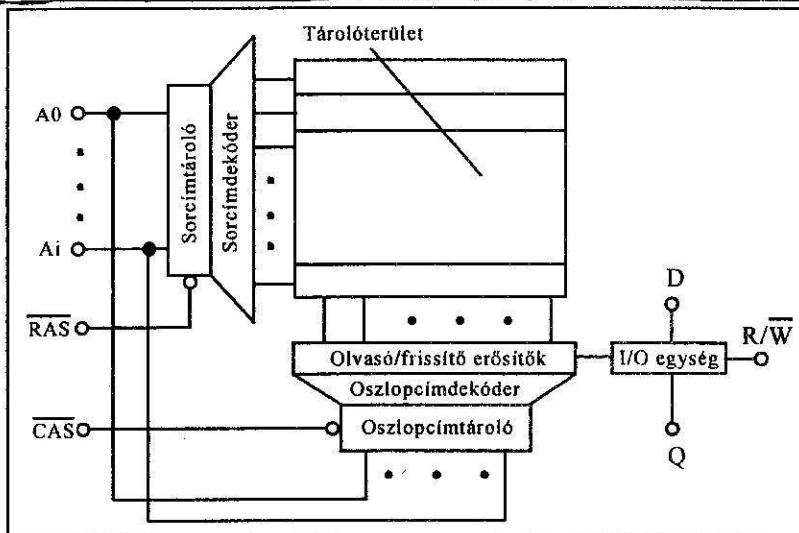 Tárolóterület
A0
Ai
RAS
CAS
Sorcímtároló
Sorcímdekóder
Olvasó/frissítő erősítők
Oszlopcímdekóder
Oszlopcímtároló
D
R/W
I/O egység
Q